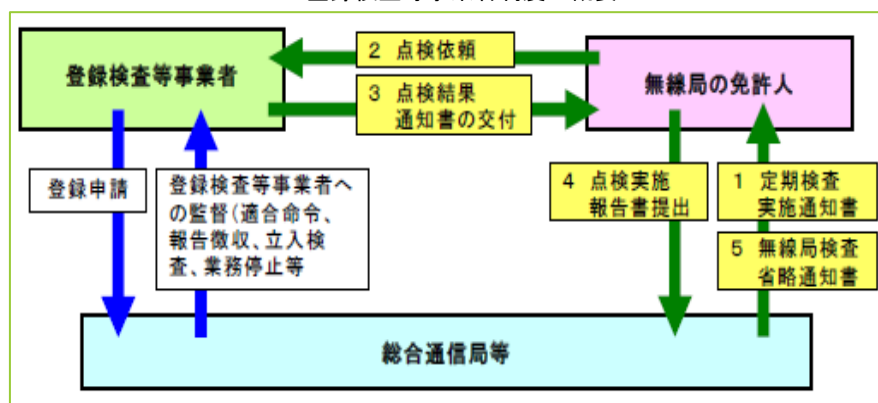 2 点検依頼
登録検査等事業者
無線局の免許人
3 点検結果
通知書の交付
登録申請
登録検査等事業者へ
の監督(適合命令、
報告徴収、立入検
査、業務停止等
4 点検実施
報告書提出
1 定期検査
実施通知書
5 無線局検査
省略通知書
総合通信局等